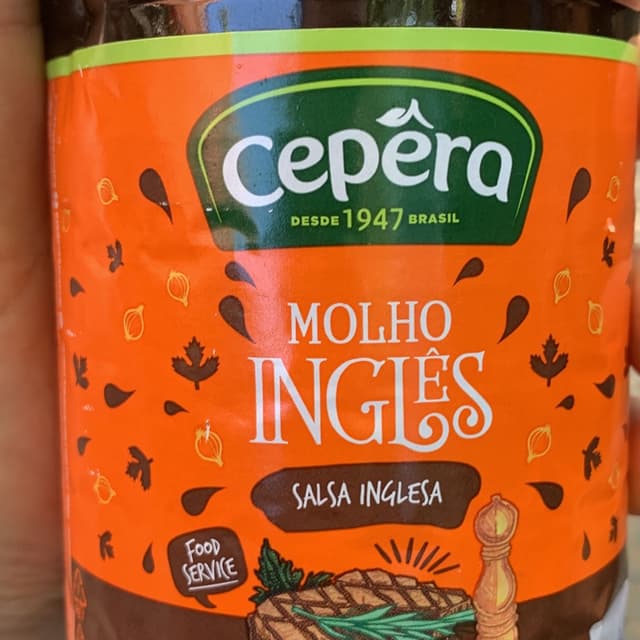 Cepêra
DESDE 1947 BRASIL
MOLHO
INGLÊS
SALSA INGLESA
FOOD
SERVICE